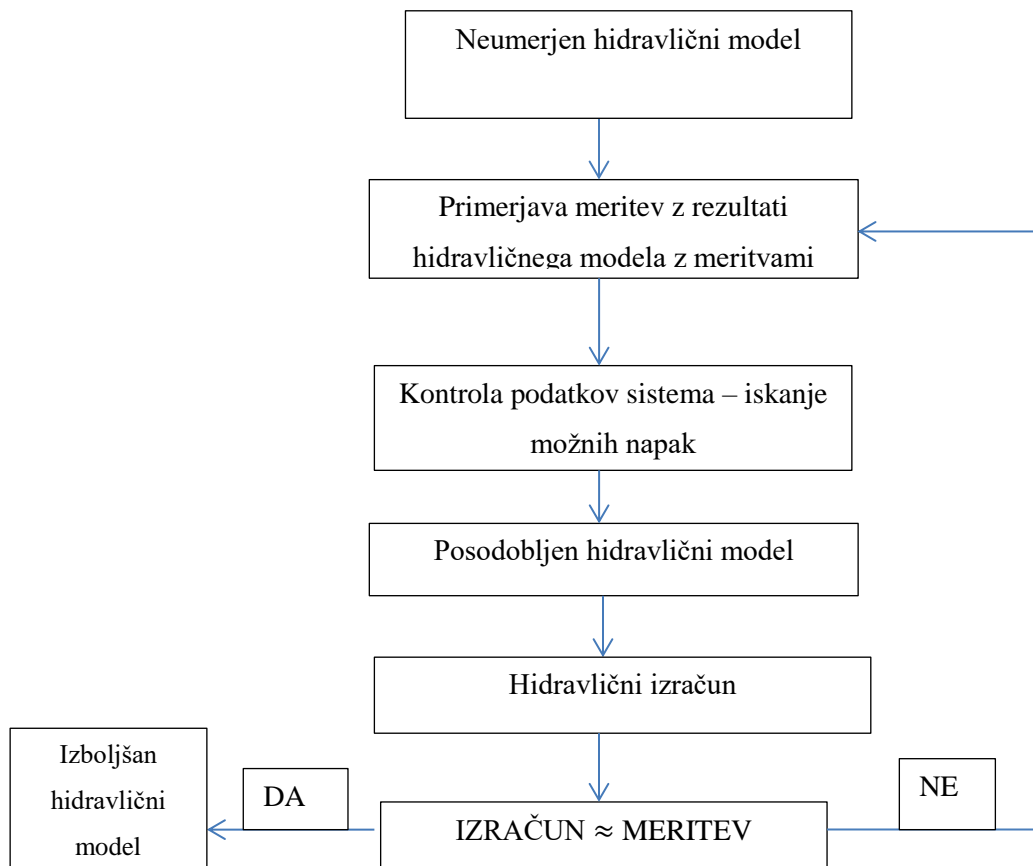 Neumerjen hidravlični model
Primerjava meritev z rezultati
hidravličnega modela z meritvami
Kontrola podatkov sistema – iskanje
možnih napak
Posodobljen hidravlični model
Hidravlični izračun
Izboljšan
hidravlični
model
DA
IZRAČUN ≈ MERITEV
NE